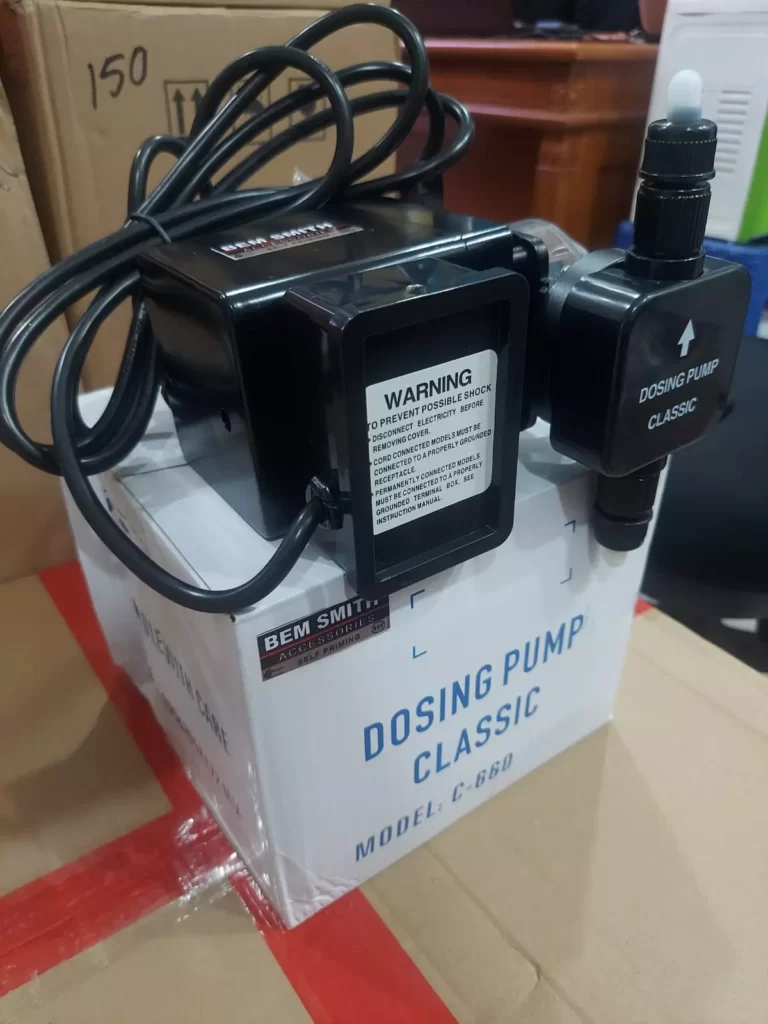 150
BEM SMITH
DOSING PUMP
CLASSIC
WARNING
TO PREVENT POSSIBLE SHOCK
• DISCONNECT ELECTRICITY BEFORE
REMOVING COVER.
• CORD CONNECTED MODELS MUST BE
CONNECTED TO A PROPERLY GROUNDED
RECEPTACLE.
• PERMANENTLY CONNECTED MODELS
MUST BE CONNECTED TO A PROPERLY
GROUNDED TERMINAL BOX. SEE
INSTRUCTION MANUAL.
BEM SMITH
ACCESSORIES
SELF PRIMING
WITH CARE
DOSING PUMP
CLASSIC
MODEL: C-660